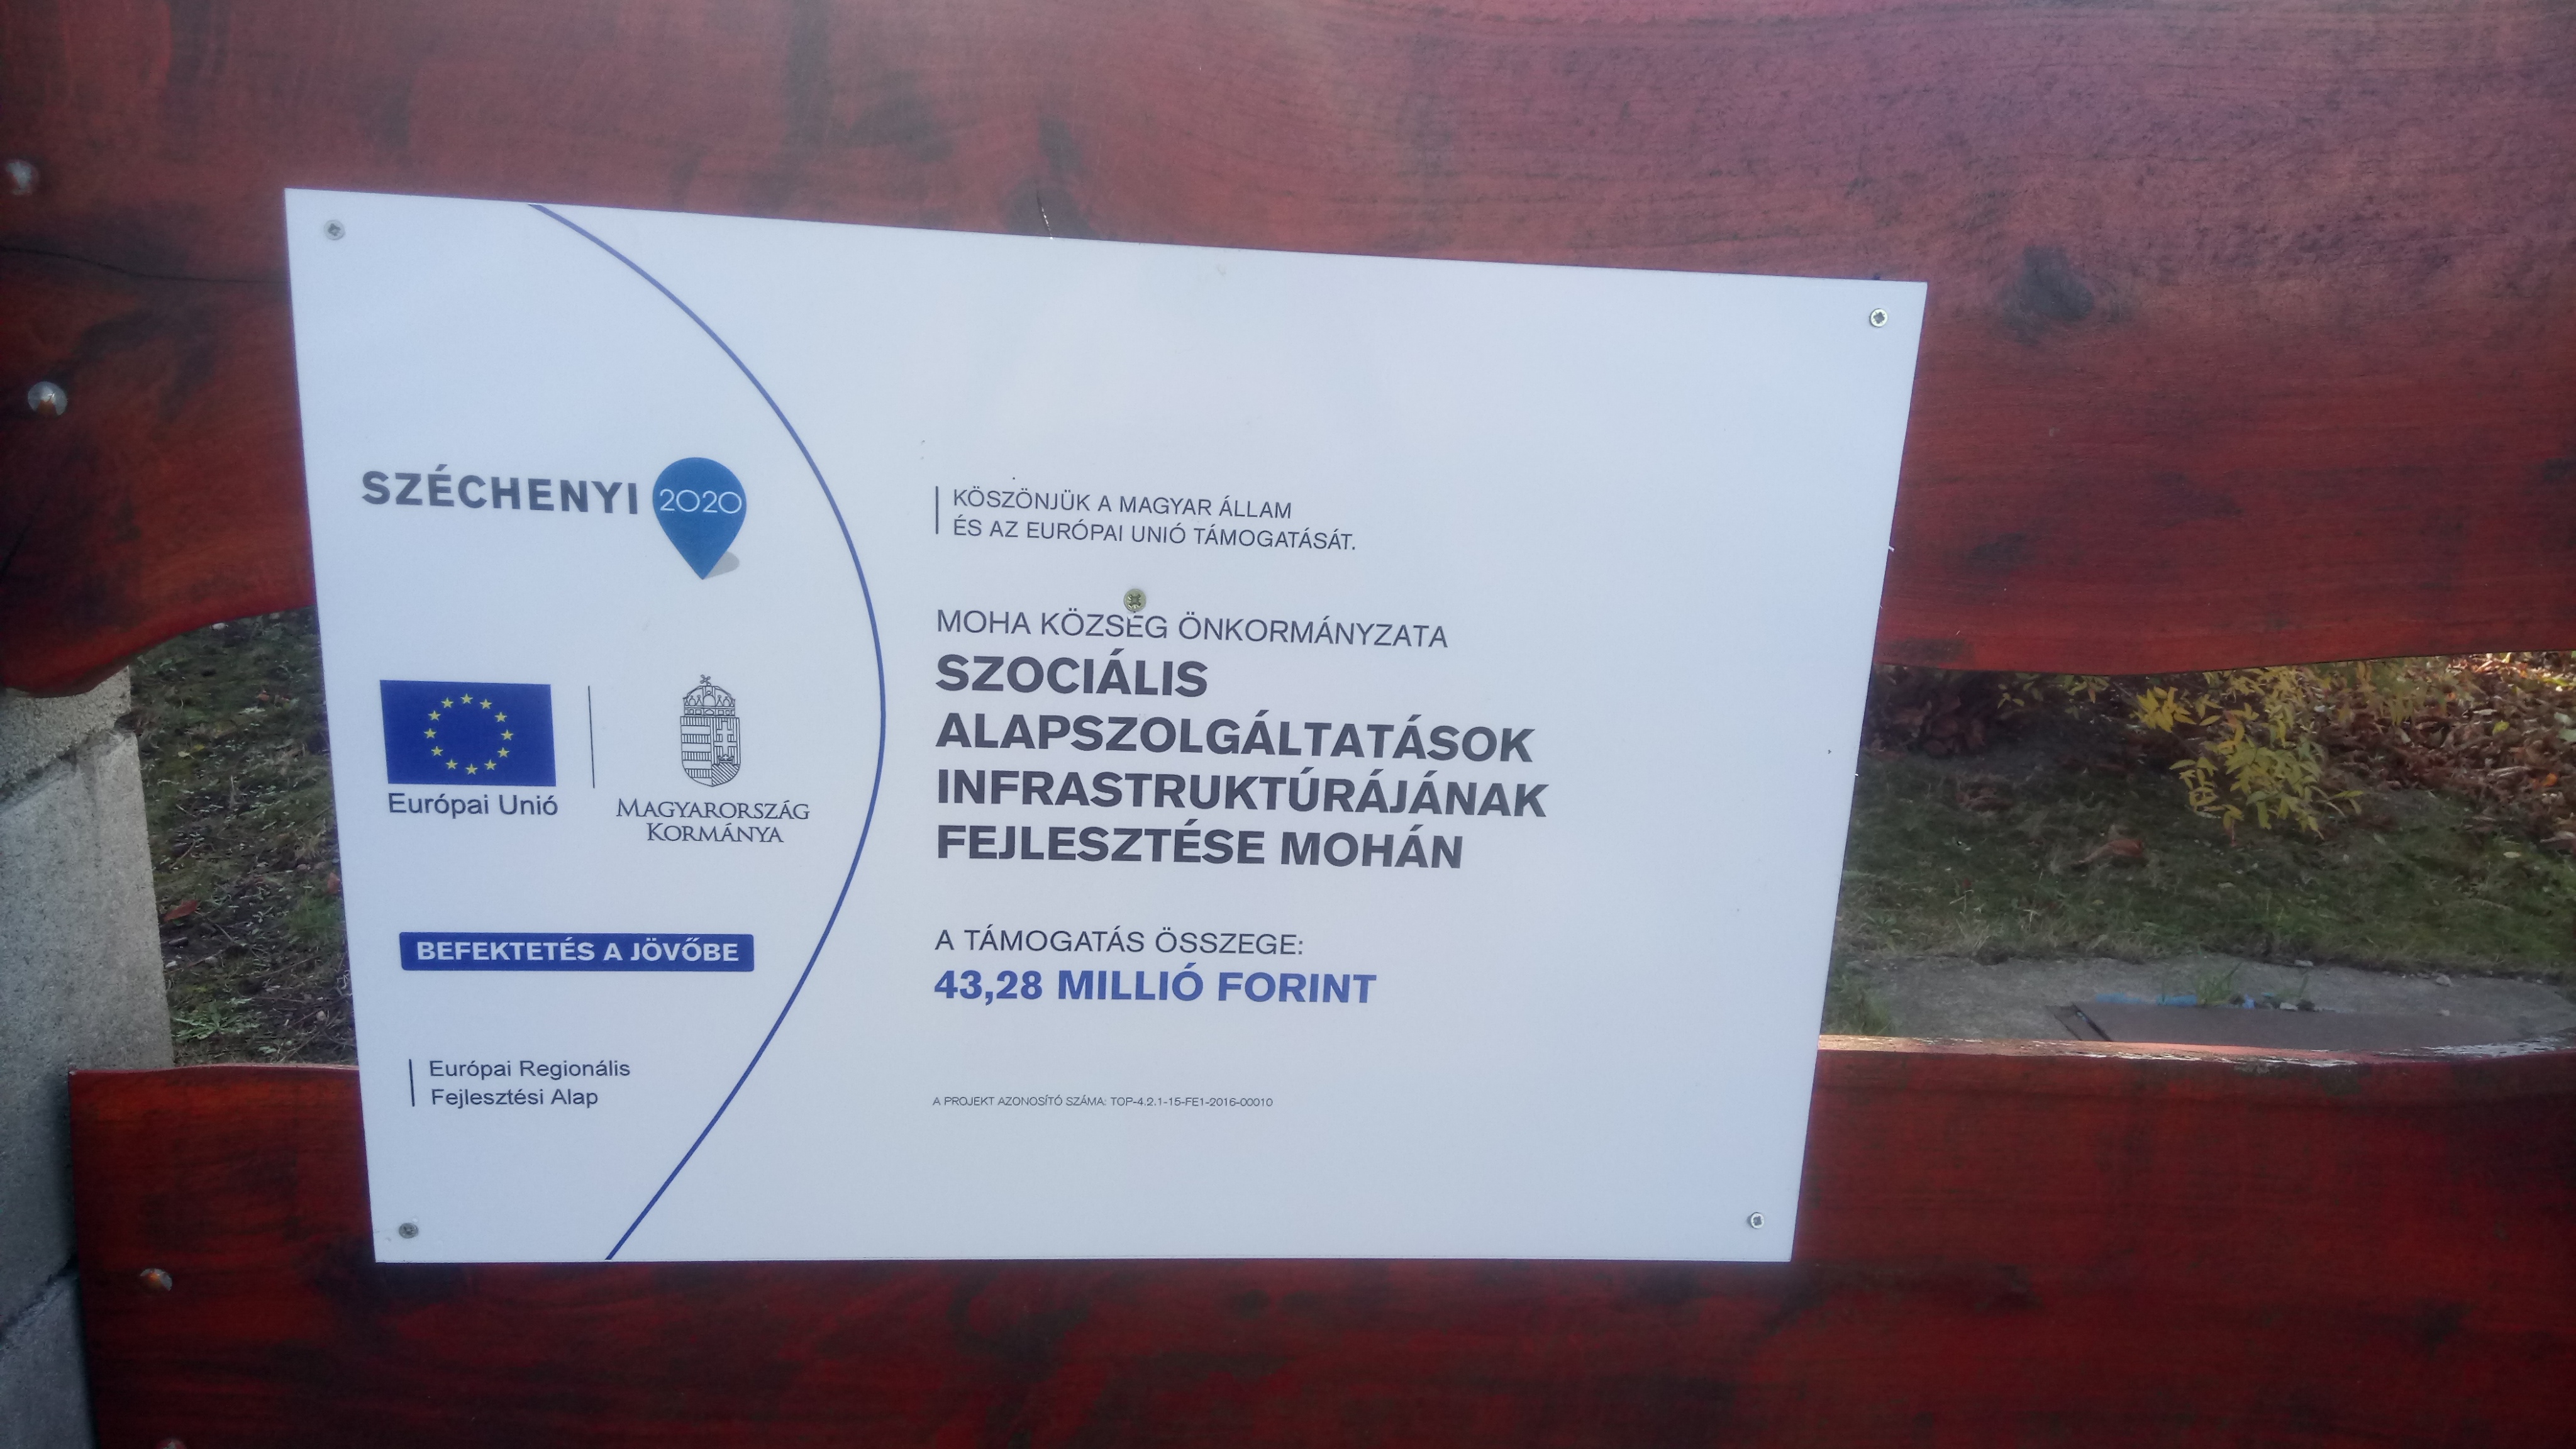 SZÉCHENYI 2020
Európai Unió
MAGYARORSZÁG
KORMÁNYA
BEFEKTETÉS A JÖVŐBE
Európai Regionális
Fejlesztési Alap
KÖSZÖNJÜK A MAGYAR ÁLLAM
ÉS AZ EURÓPAI UNIÓ TÁMOGATÁSÁT.
MOHA KÖZSÉG ÖNKORMÁNYZATA
SZOCIÁLIS
ALAPSZOLGÁLTATÁSOK
INFRASTRUKTÚRÁJÁNAK
FEJLESZTÉSE MOHÁN
A TÁMOGATÁS ÖSSZEGE:
43,28 MILLIÓ FORINT
A PROJEKT AZONOSÍTÓ SZÁMA: TOP-4.2.1-15-FE1-2016-00010